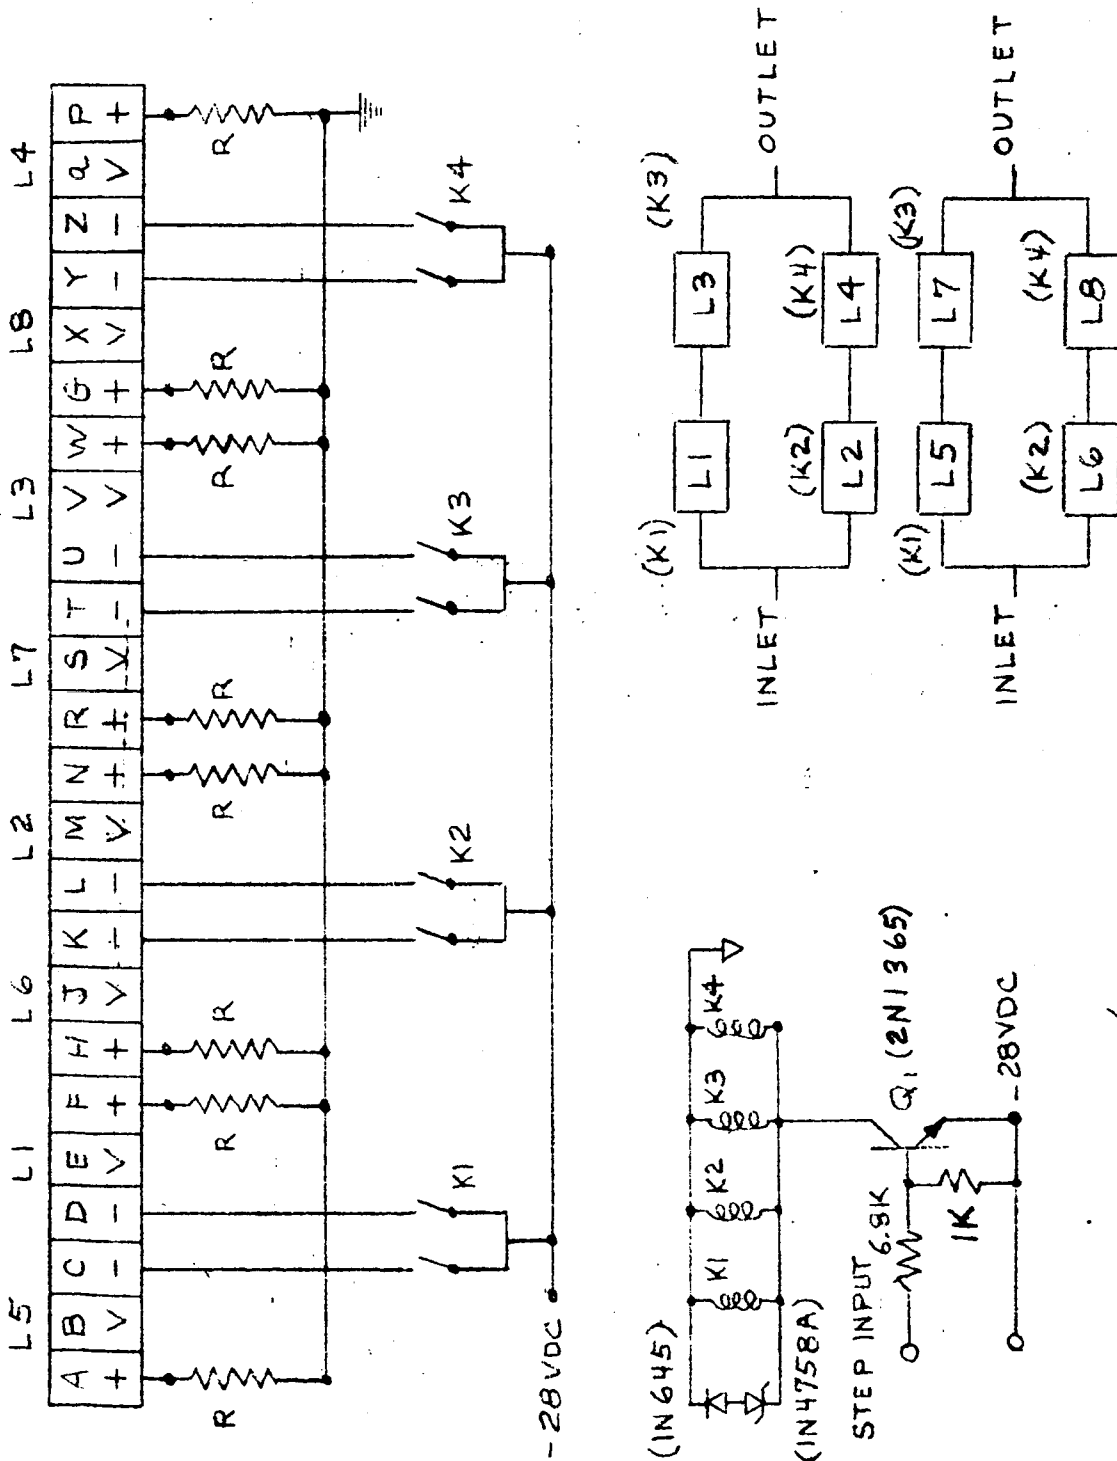 L5 L1 L6 L2 L7 L3 L8 L4
A B C D E F H J K L M N R S T U V W G X Y Z a P
+ V - - V + + V - - V + + V - - V + + V - - V +
R R R R R R R R
K1 K2 K3 K4
-28VDC
(1N645)
K1 K2 K3 K4
(1N4758A)
STEP INPUT
6.8K
1K
Q1 (2N1365)
-28VDC
(K1) (K3)
L1 L3
INLET OUTLET
(K2) (K4)
L2 L4
(K1) (K3)
L5 L7
INLET OUTLET
(K2) (K4)
L6 L8